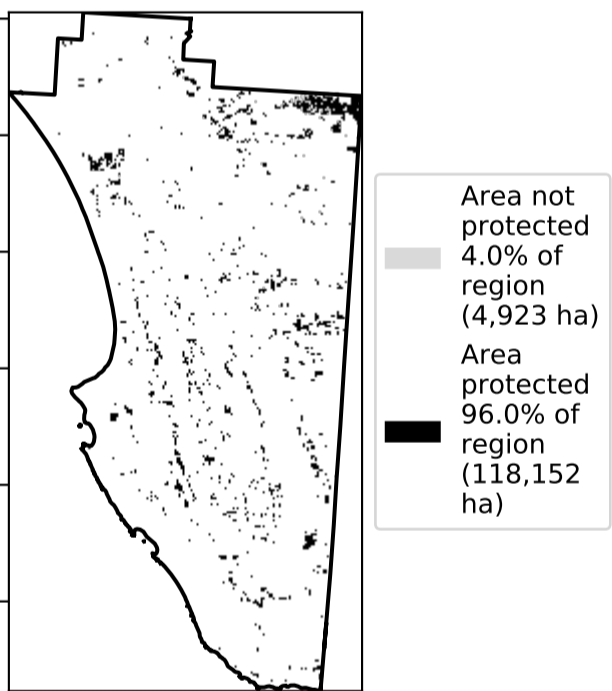 Area not
protected
4.0% of
region
(4,923 ha)
Area
protected
96.0% of
region
(118,152
ha)